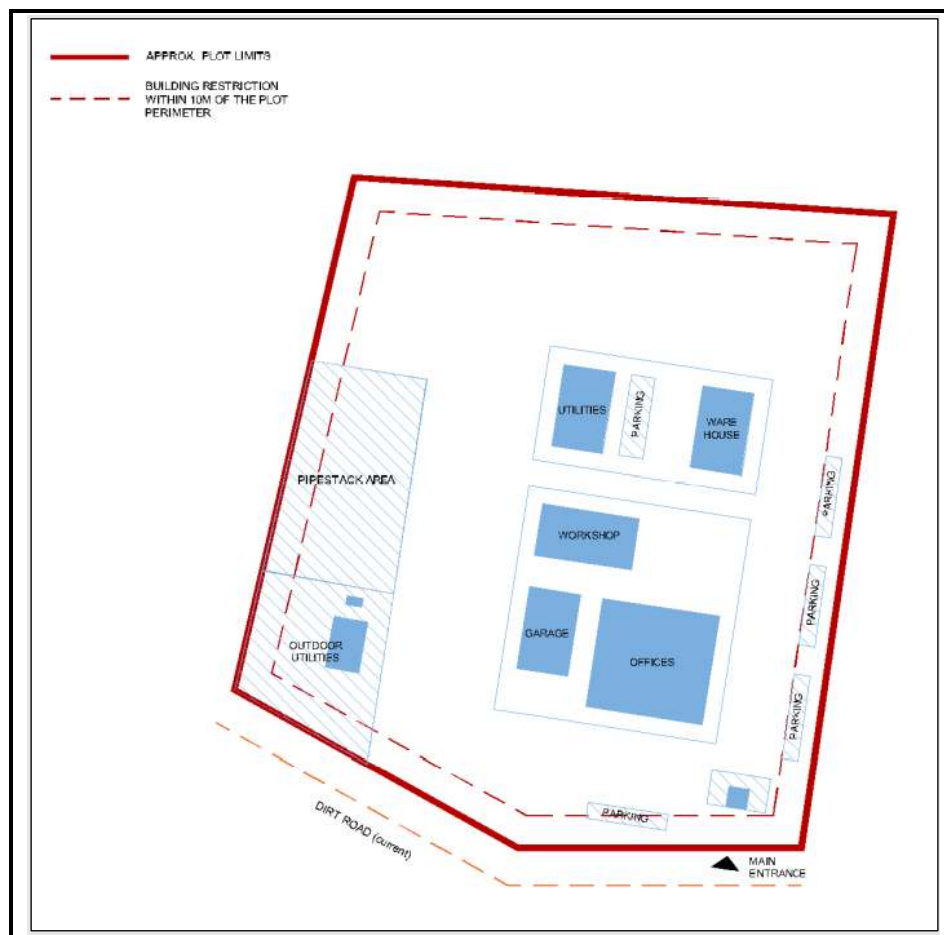 APPROX. PLOT LIMITS
BUILDING RESTRICTION
WITHIN 10M OF THE PLOT
PERIMETER
UTILITIES
PARKING
WARE
HOUSE
PIPESTACK AREA
PARKING
WORKSHOP
PARKING
GARAGE
OUTDOOR
UTILITIES
OFFICES
PARKING
PARKING
DIRT ROAD (current)
MAIN
ENTRANCE